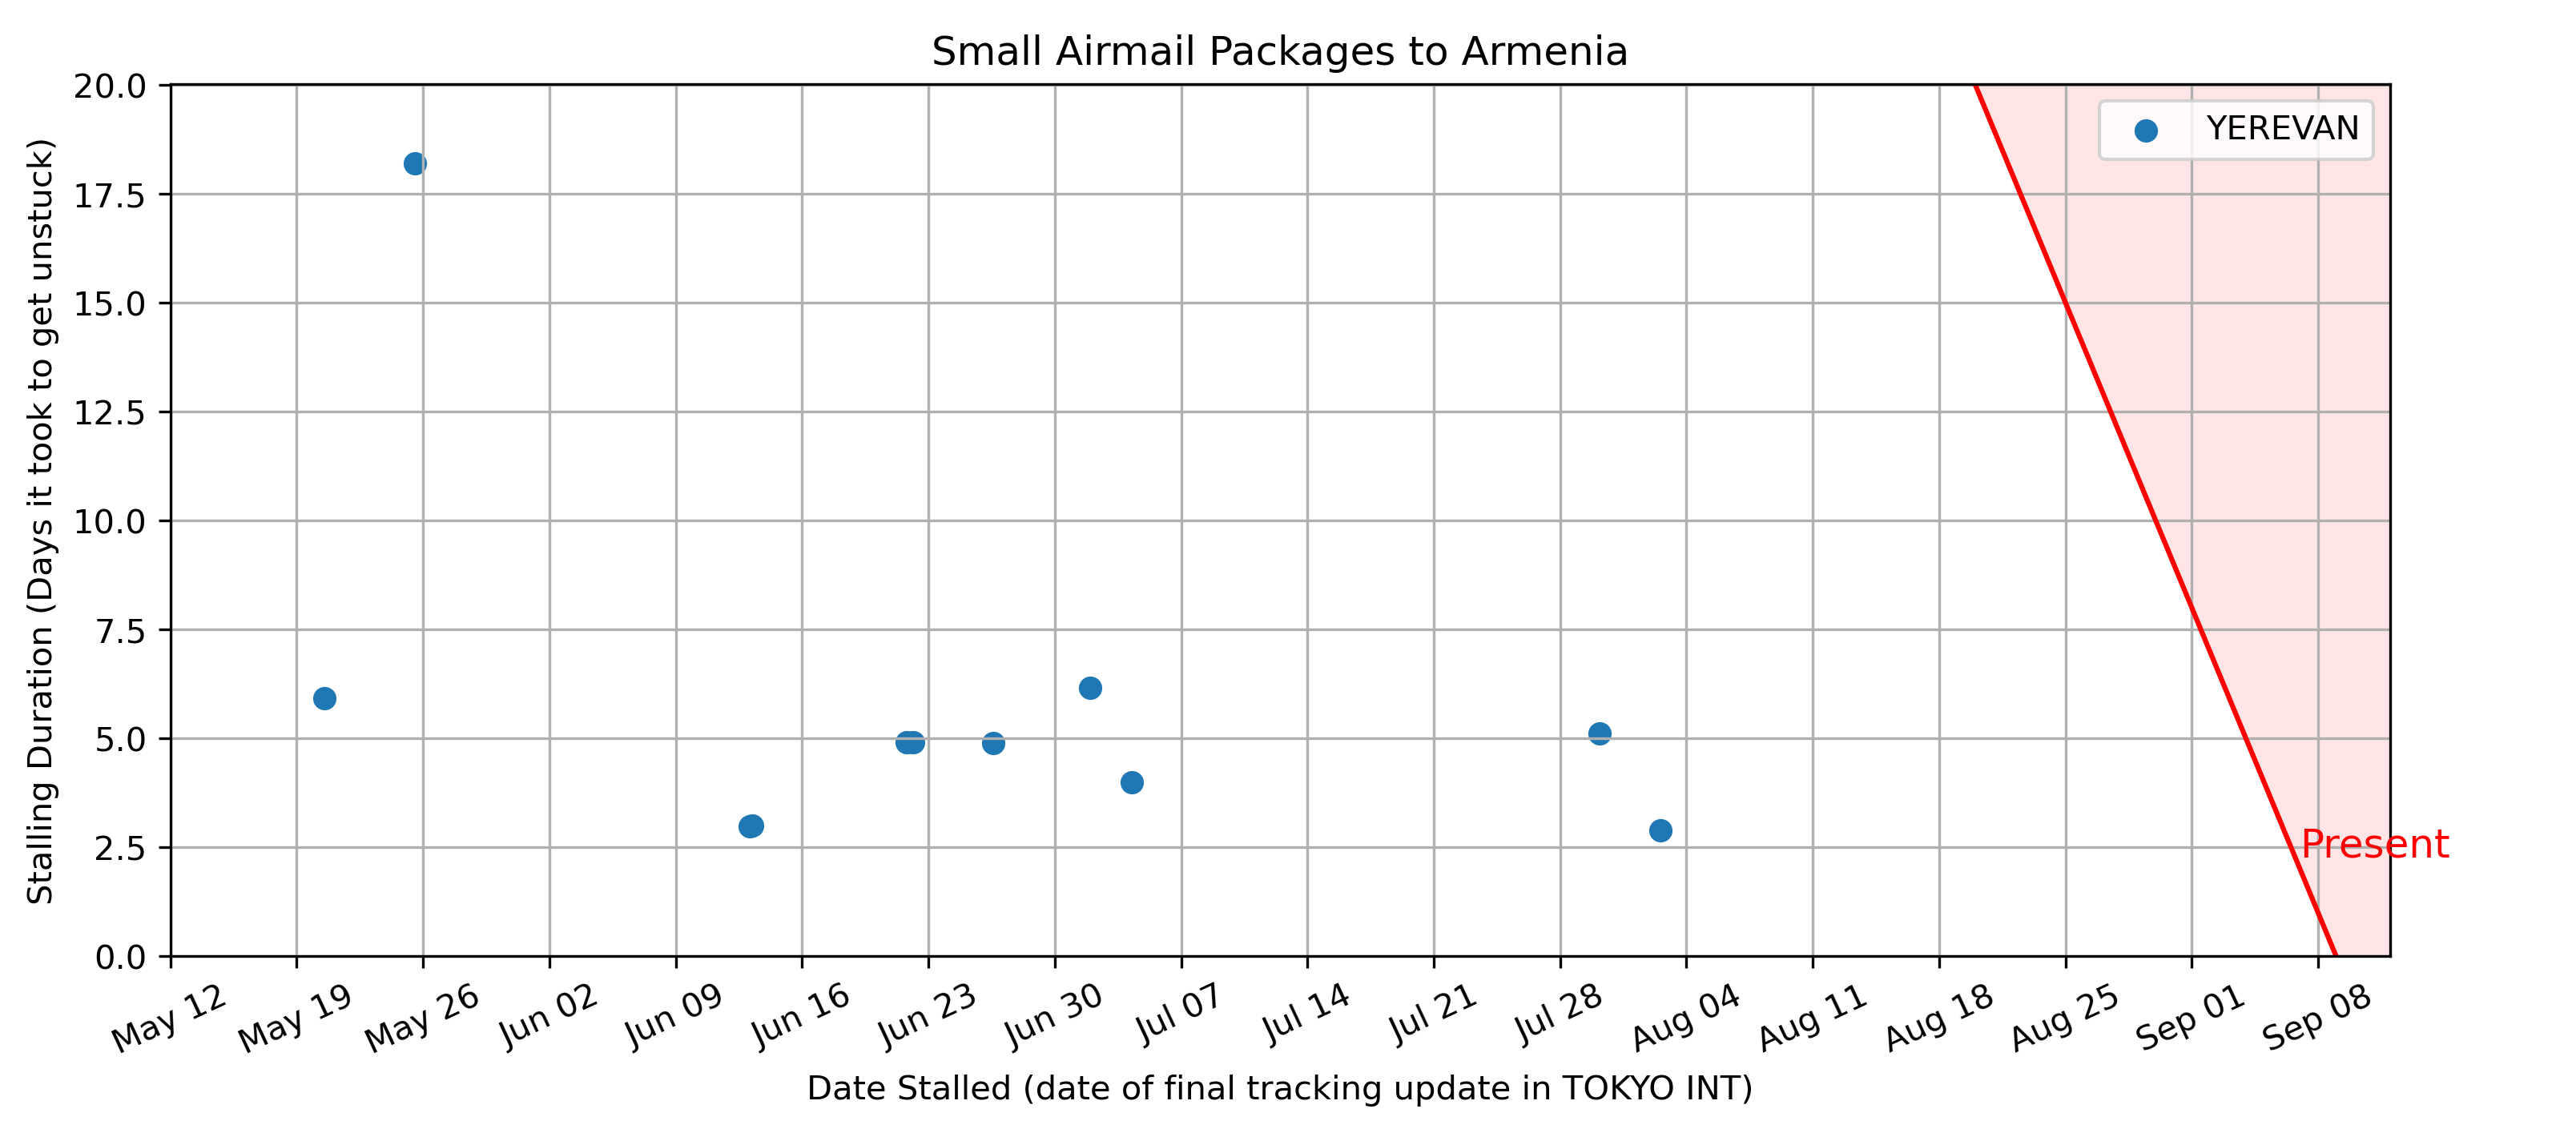 Small Airmail Packages to Armenia
Stalling Duration (Days it took to get unstuck)
20.0
17.5
15.0
12.5
10.0
7.5
5.0
2.5
0.0
YEREVAN
Present
May 12
May 19
May 26
Jun 02
Jun 09
Jun 16
Jun 23
Jun 30
Jul 07
Jul 14
Jul 21
Jul 28
Aug 04
Aug 11
Aug 18
Aug 25
Sep 01
Sep 08
Date Stalled (date of final tracking update in TOKYO INT)